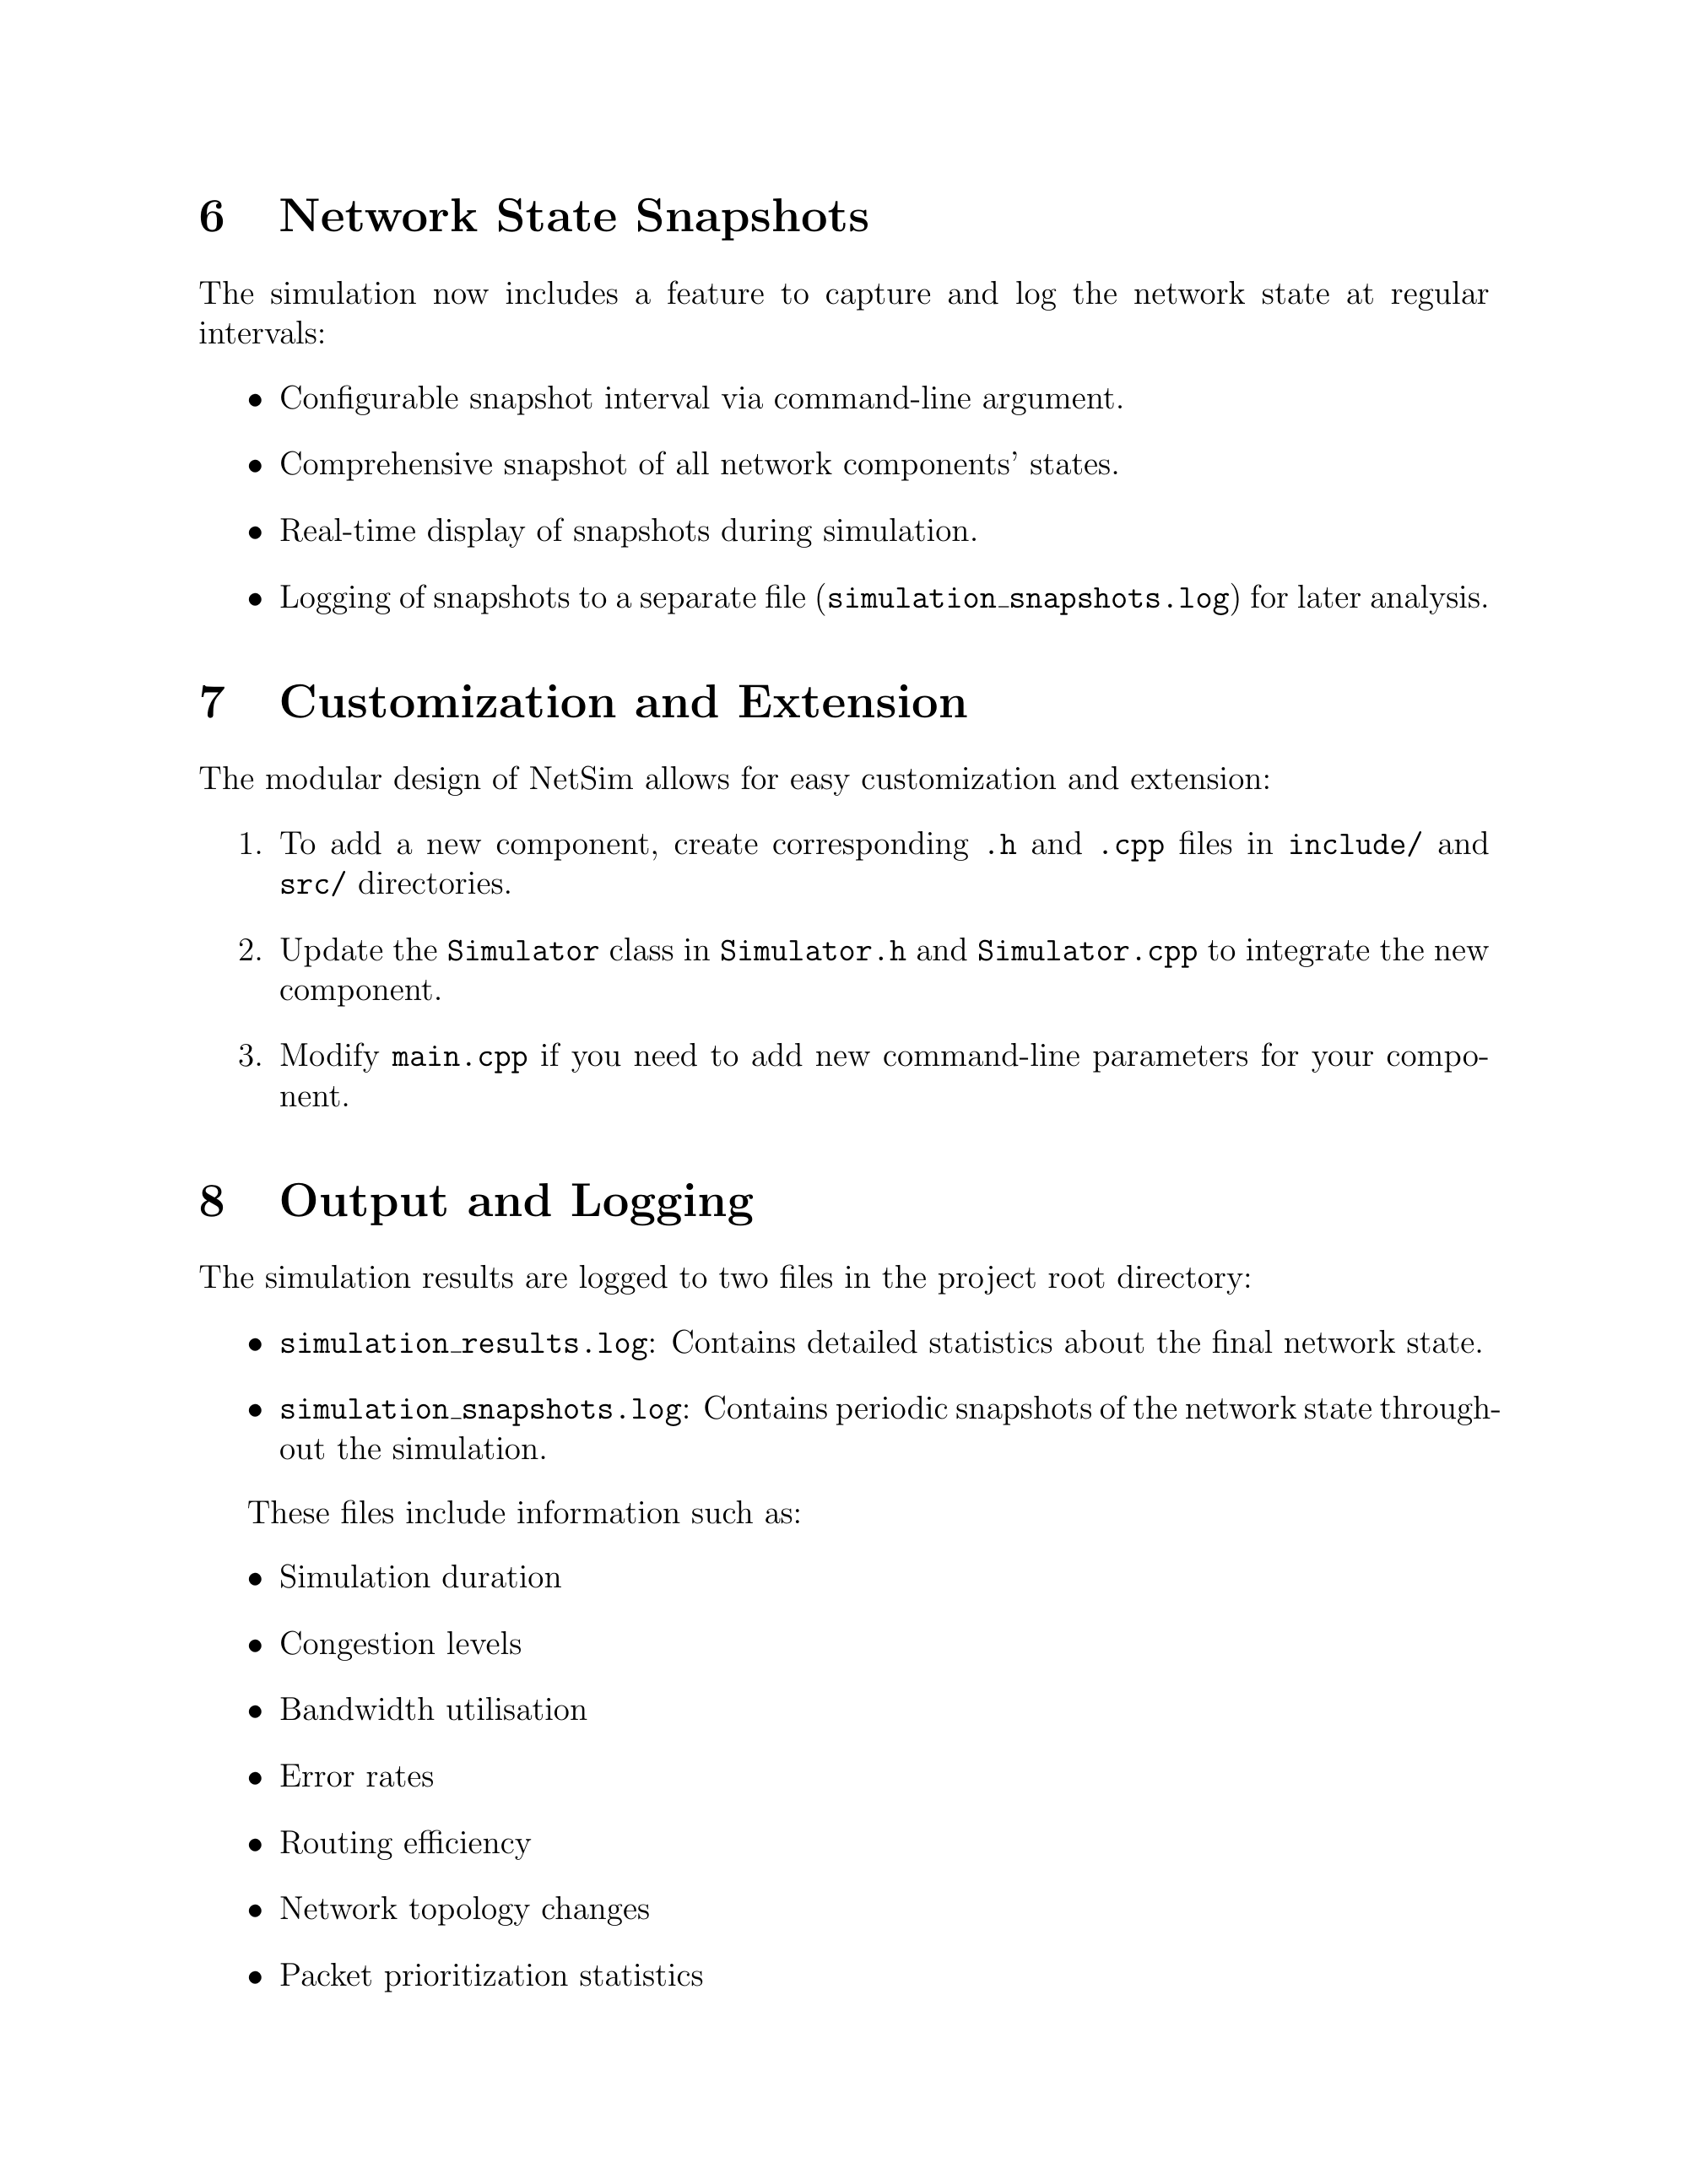 6 Network State Snapshots
The simulation now includes a feature to capture and log the network state at regular
intervals:
• Configurable snapshot interval via command-line argument.
• Comprehensive snapshot of all network components' states.
• Real-time display of snapshots during simulation.
• Logging of snapshots to a separate file (simulation_snapshots.log) for later analysis.
7 Customization and Extension
The modular design of NetSim allows for easy customization and extension:
1. To add a new component, create corresponding .h and .cpp files in include/ and
src/ directories.
2. Update the Simulator class in Simulator.h and Simulator.cpp to integrate the new
component.
3. Modify main.cpp if you need to add new command-line parameters for your compo-
nent.
8 Output and Logging
The simulation results are logged to two files in the project root directory:
• simulation_results.log: Contains detailed statistics about the final network state.
• simulation_snapshots.log: Contains periodic snapshots of the network state through-
out the simulation.
These files include information such as:
• Simulation duration
• Congestion levels
• Bandwidth utilisation
• Error rates
• Routing efficiency
• Network topology changes
• Packet prioritization statistics